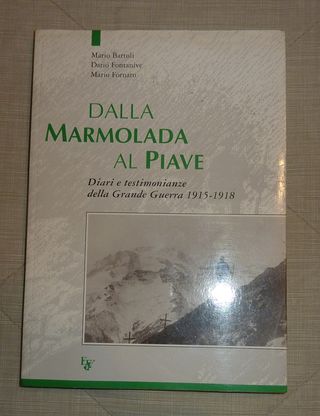 Mario Bartoli
Dario Fontanive
Mario Fornaro
DALLA
MARMOLADA
AL PIAVE
Diari e testimonianze
della Grande Guerra 1915-1918